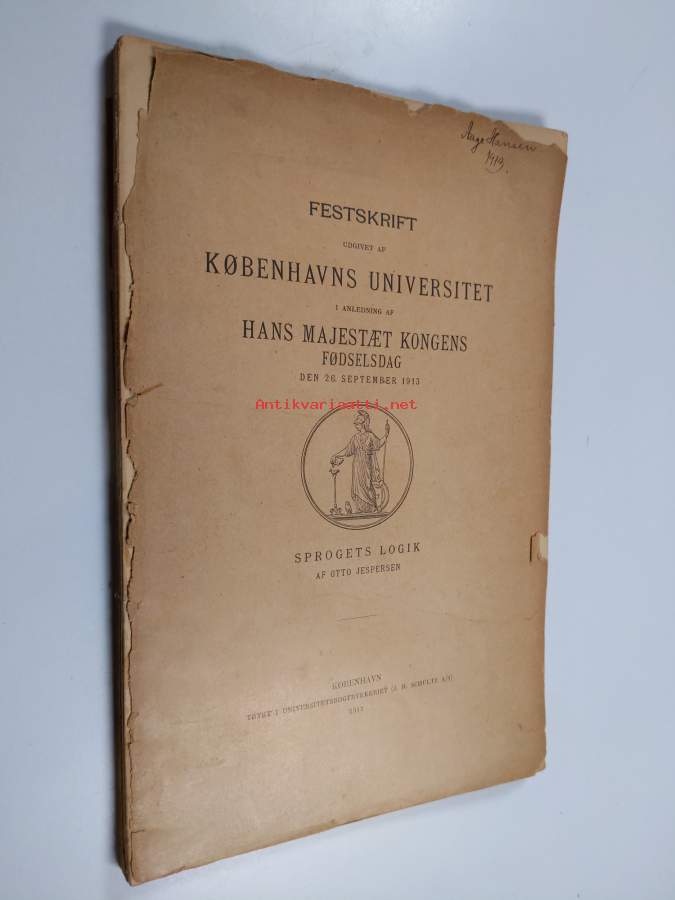 Aage Hansen
1913.
FESTSKRIFT
UDGIVET AF
KØBENHAVNS UNIVERSITET
I ANLEDNING AF
HANS MAJESTÆT KONGENS
FØDSELSDAG
DEN 26. SEPTEMBER 1913
Antikvariaatti.net
SPROGETS LOGIK
AF OTTO JESPERSEN
KØBENHAVN
TRYKT I UNIVERSITETSBOGTRYKKERIET (J. H. SCHULTZ A/S)
1913